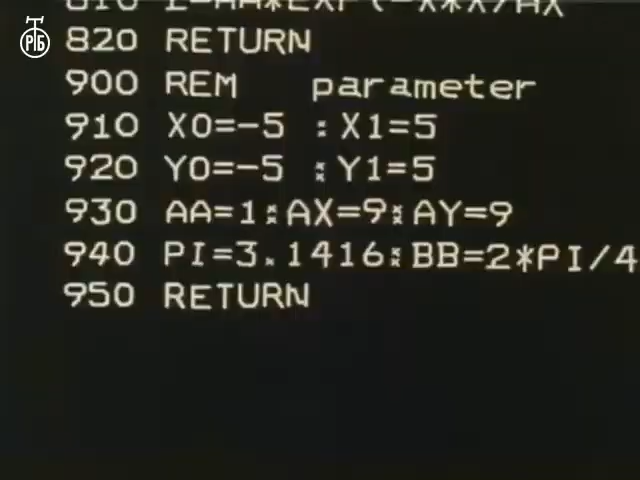 РТБ
820 RETURN
900 REM    parameter
910 X0=-5 :X1=5
920 Y0=-5 :Y1=5
930 AA=1:AX=9:AY=9
940 PI=3.1416:BB=2*PI/4
950 RETURN